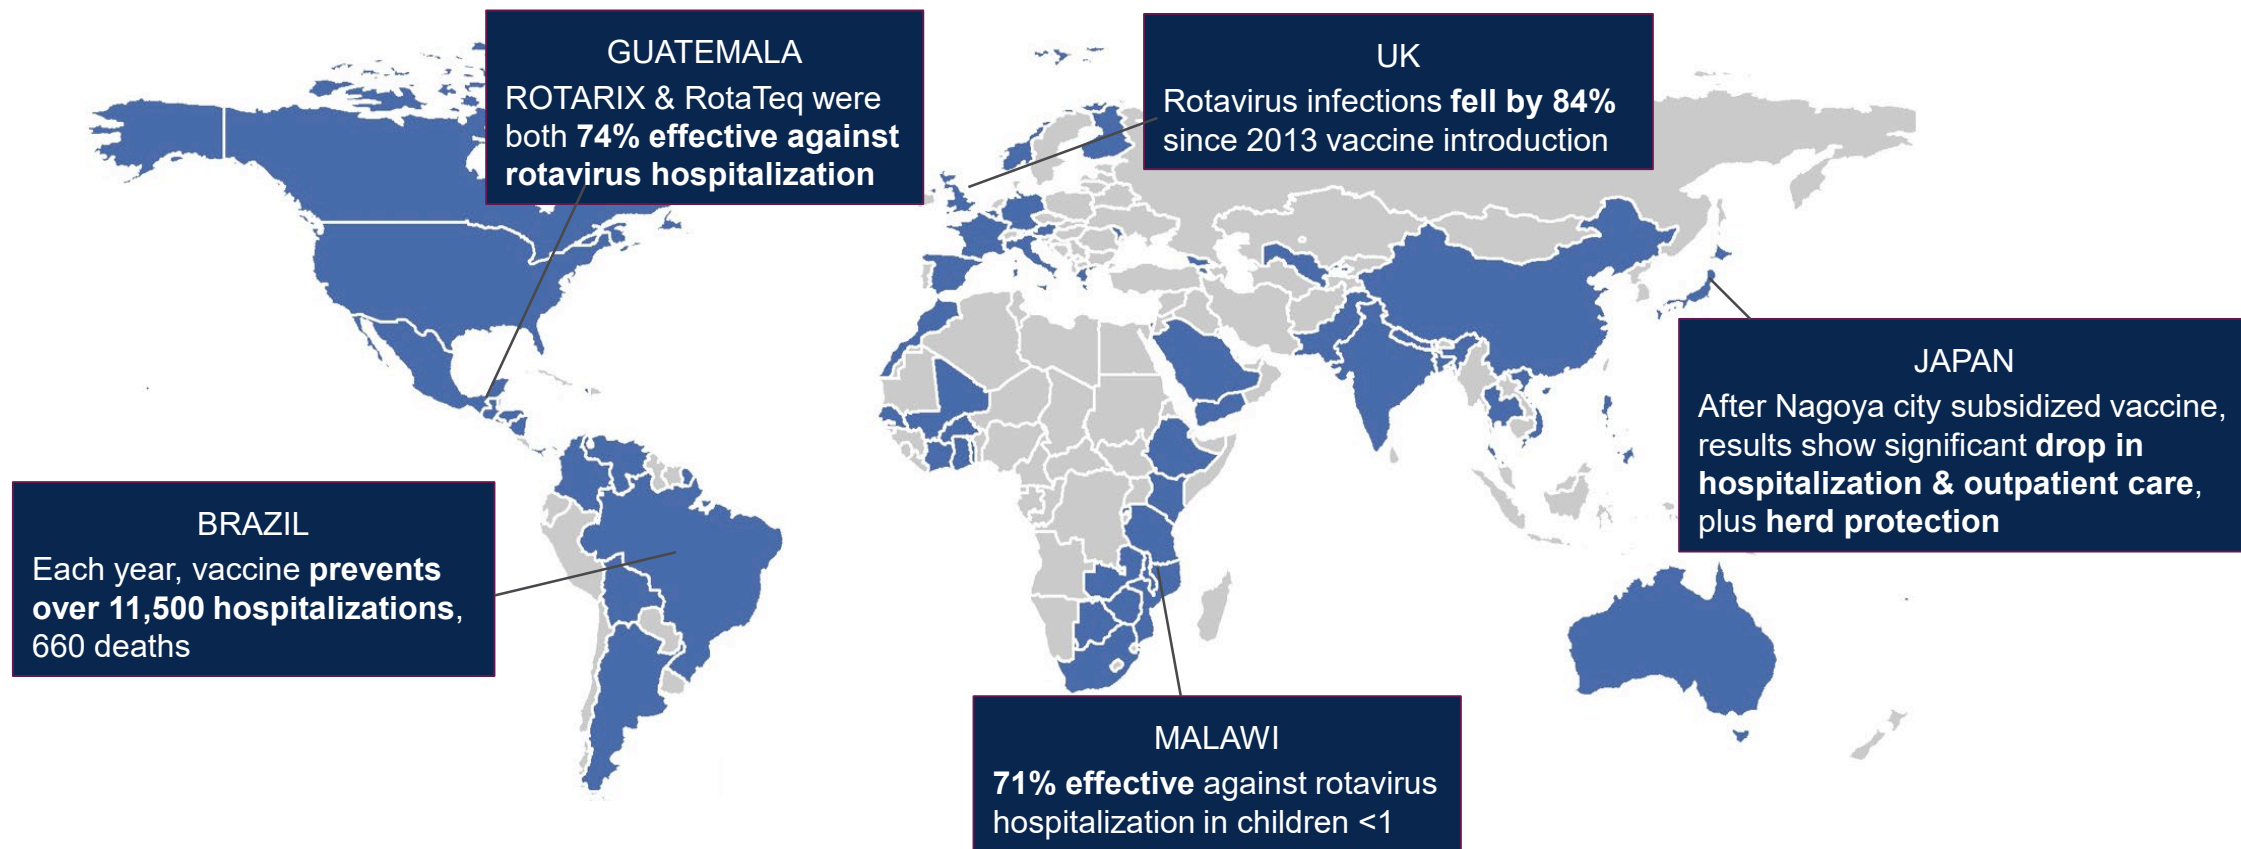 GUATEMALA
ROTARIX & RotaTeq were
both 74% effective against
rotavirus hospitalization
UK
Rotavirus infections fell by 84%
since 2013 vaccine introduction
JAPAN
After Nagoya city subsidized vaccine,
results show significant drop in
hospitalization & outpatient care,
plus herd protection
BRAZIL
Each year, vaccine prevents
over 11,500 hospitalizations,
660 deaths
MALAWI
71% effective against rotavirus
hospitalization in children <1